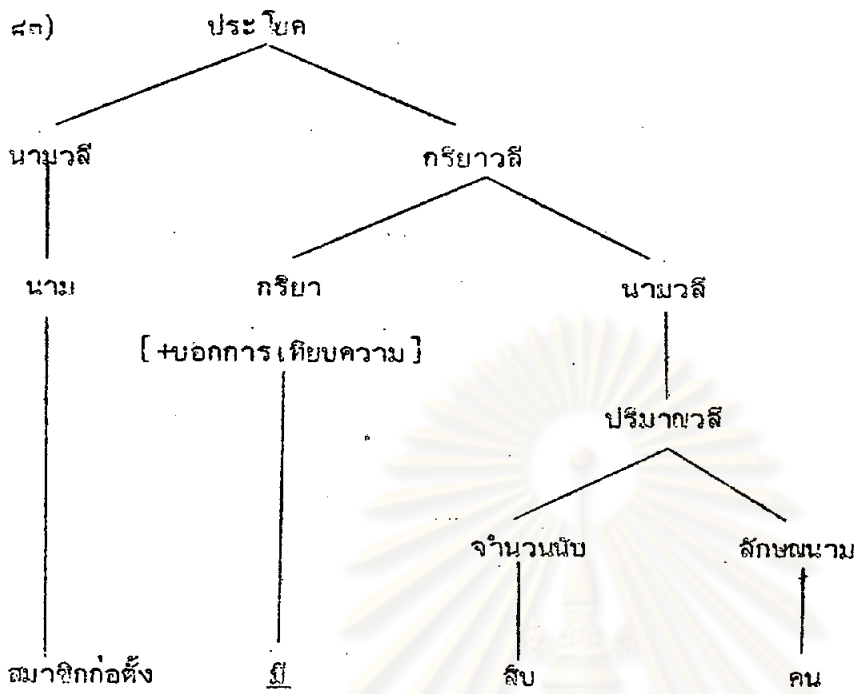 ๘๓) ประโยค
นามวลี กริยาวลี
นาม กริยา นามวลี
[+บอกการเทียบความ]
ปริมาณวลี
จำนวนนับ ลักษณนาม
สมาชิกก่อตั้ง มี สิบ คน